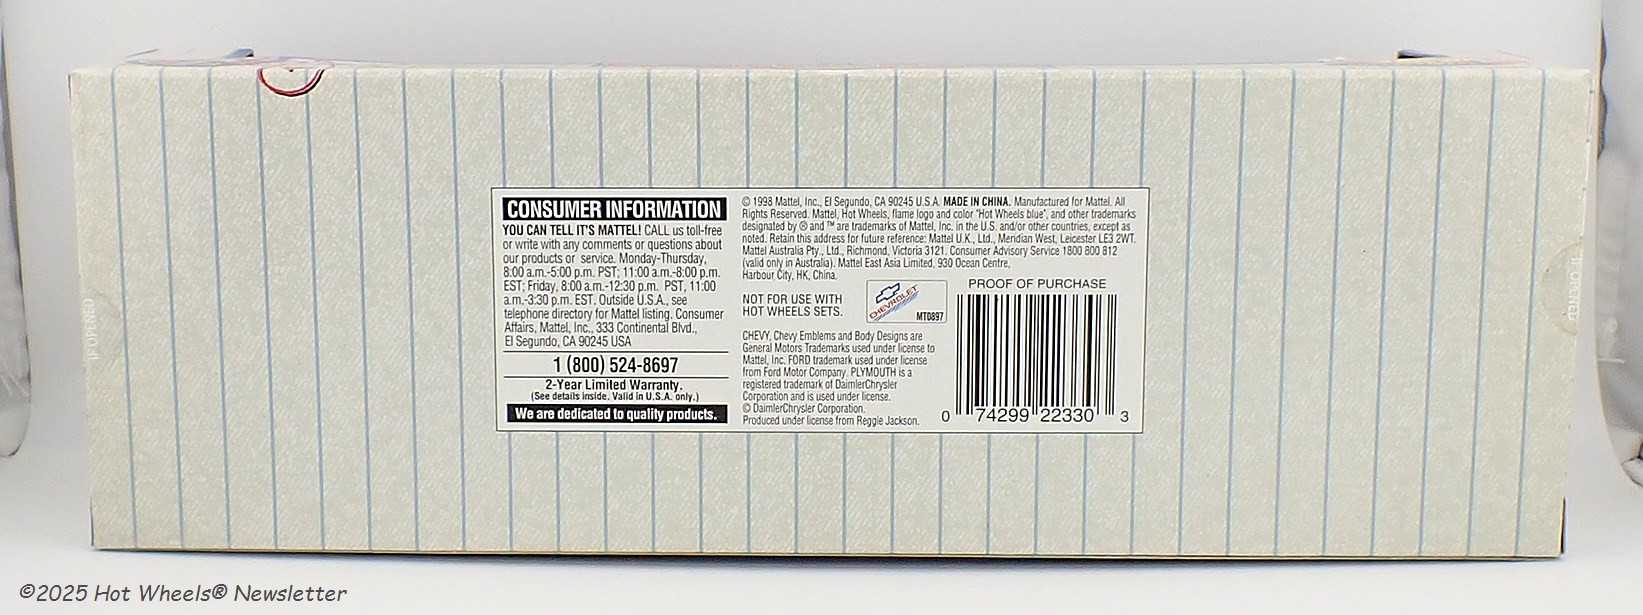 CONSUMER INFORMATION
YOU CAN TELL IT'S MATTEL! CALL us toll-free
or write with any comments or questions about
our products or service. Monday-Thursday,
8:00 a.m.-5:00 p.m. PST; 11:00 a.m.-8:00 p.m.
EST; Friday, 8:00 a.m.-12:30 p.m. PST, 11:00
a.m.-3:30 p.m. EST. Outside U.S.A., see
telephone directory for Mattel listing. Consumer
Affairs, Mattel, Inc., 333 Continental Blvd.,
El Segundo, CA 90245 USA
1 (800) 524-8697
2-Year Limited Warranty.
(See details inside. Valid in U.S.A. only.)
We are dedicated to quality products.
© 1998 Mattel, Inc., El Segundo, CA 90245 U.S.A. MADE IN CHINA. Manufactured for Mattel. All
Rights Reserved. Mattel, Hot Wheels, flame logo and color "Hot Wheels blue", and other trademarks
designated by ® and ™ are trademarks of Mattel, Inc. in the U.S. and/or other countries, except as
noted. Retain this address for future reference: Mattel U.K., Ltd., Meridian West, Leicester LE3 2WT.
Mattel Australia Pty., Ltd., Richmond, Victoria 3121. Consumer Advisory Service 1800 800 812
(valid only in Australia). Mattel East Asia Limited, 930 Ocean Centre,
Harbour City, HK, China.
NOT FOR USE WITH
HOT WHEELS SETS.
CHEVROLET
MT0897
CHEVY, Chevy Emblems and Body Designs are
General Motors Trademarks used under license to
Mattel, Inc. FORD trademark used under license
from Ford Motor Company. PLYMOUTH is a
registered trademark of DaimlerChrysler
Corporation and is used under license.
© DaimlerChrysler Corporation.
Produced under license from Reggie Jackson.
PROOF OF PURCHASE
0 74299 22330 3
IF OPENED
IF OPENED
©2025 Hot Wheels® Newsletter